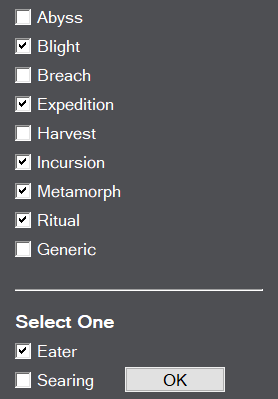 Abyss
Blight
Breach
Expedition
Harvest
Incursion
Metamorph
Ritual
Generic
Select One
Eater
Searing OK